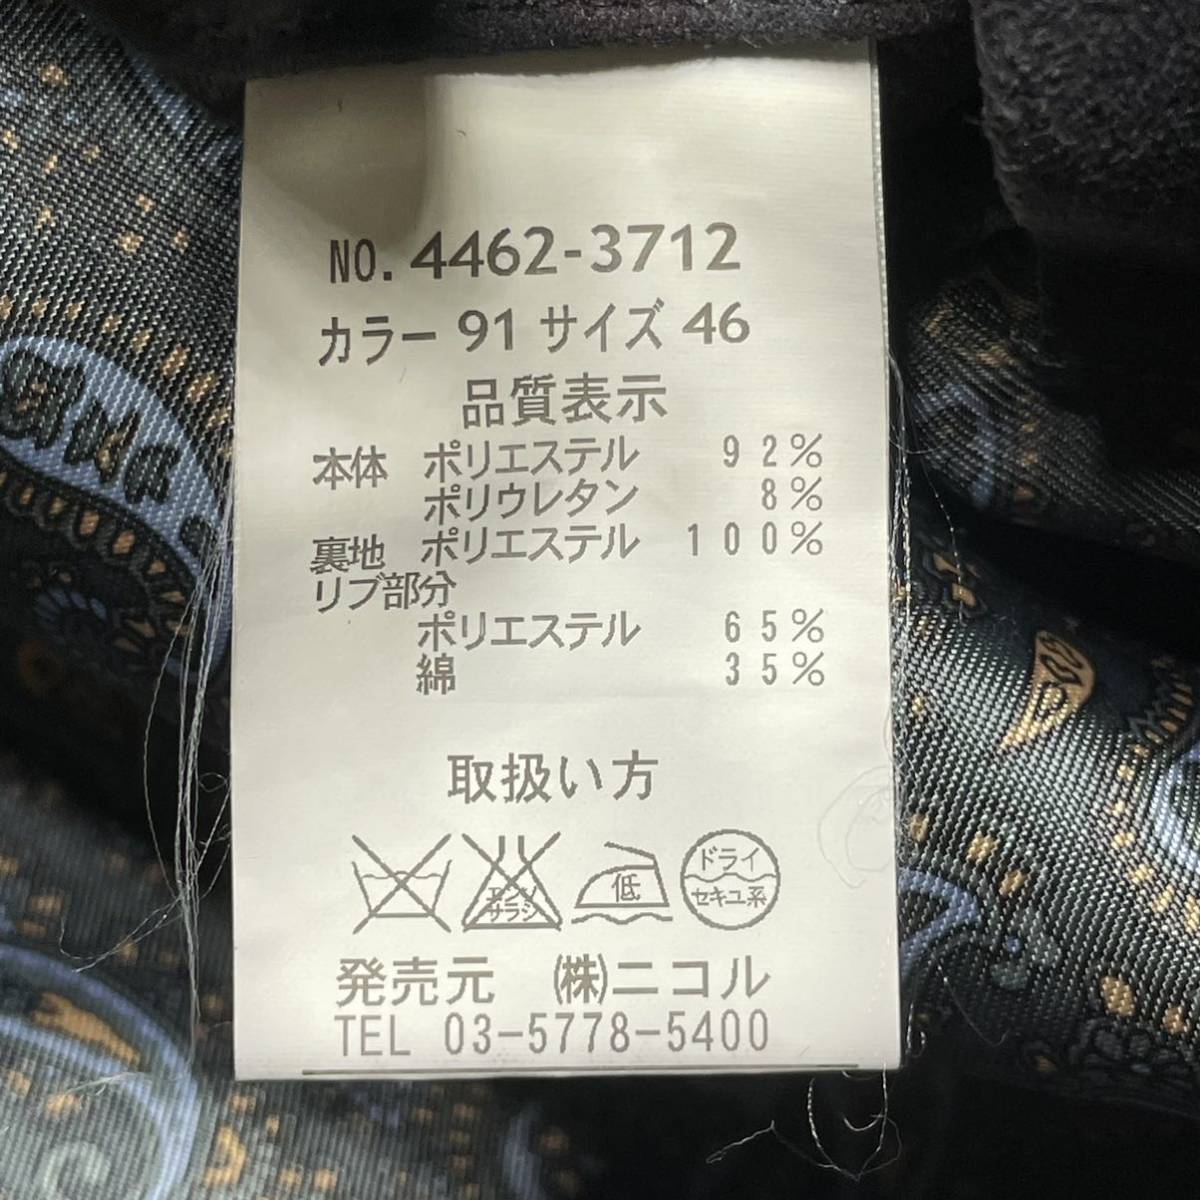 NO. 4462-3712
カラー 91 サイズ 46
品質表示
本体 ポリエステル 92%
ポリウレタン 8%
裏地 ポリエステル 100%
リブ部分
ポリエステル 65%
綿 35%
取扱い方
エンソ
サラシ
低
ドライ
セキユ系
発売元 ㈱ニコル
TEL 03-5778-5400